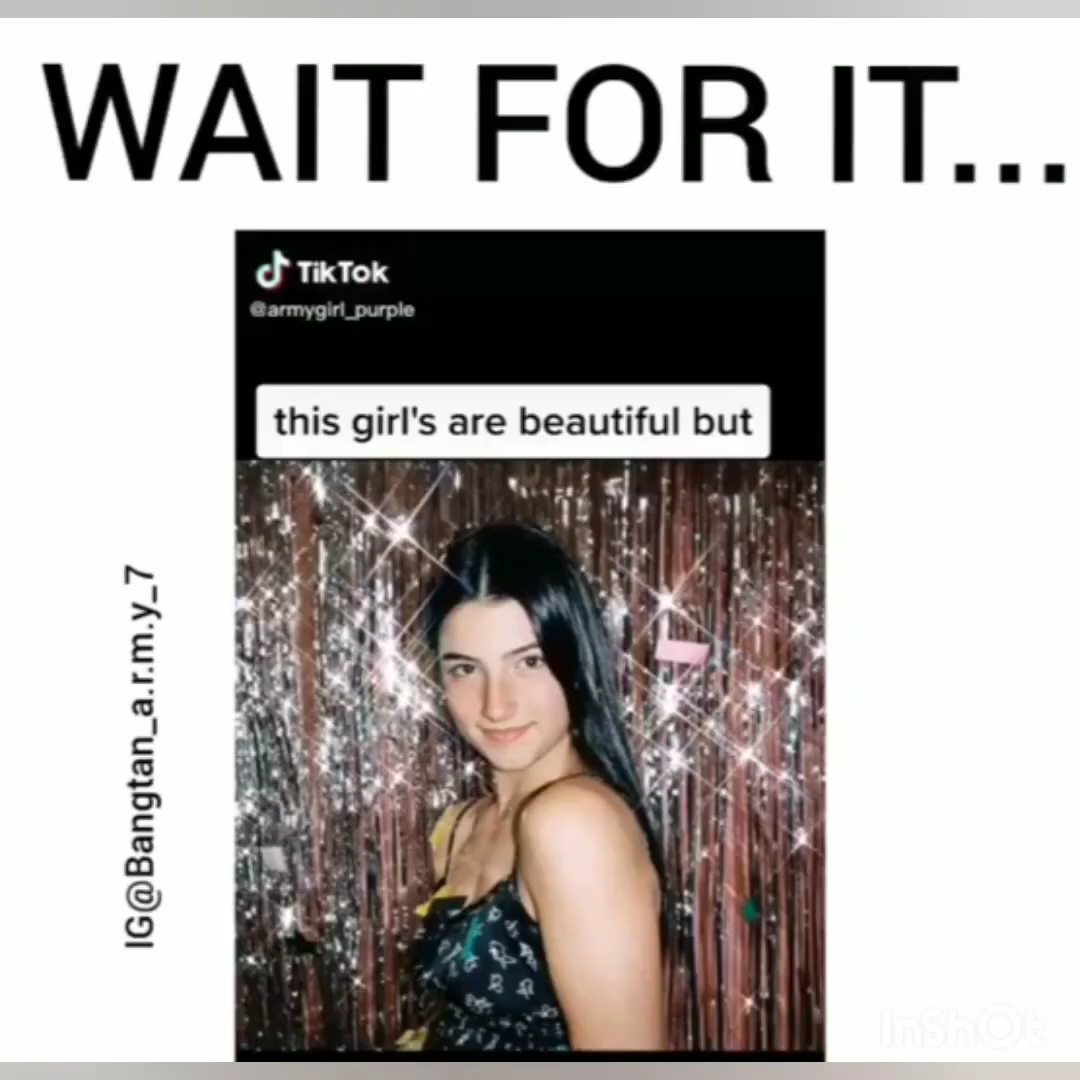 WAIT FOR IT...
TikTok
@armygirl_purple
this girl's are beautiful but
IG@Bangtan_a.r.m.y_7
InShOt